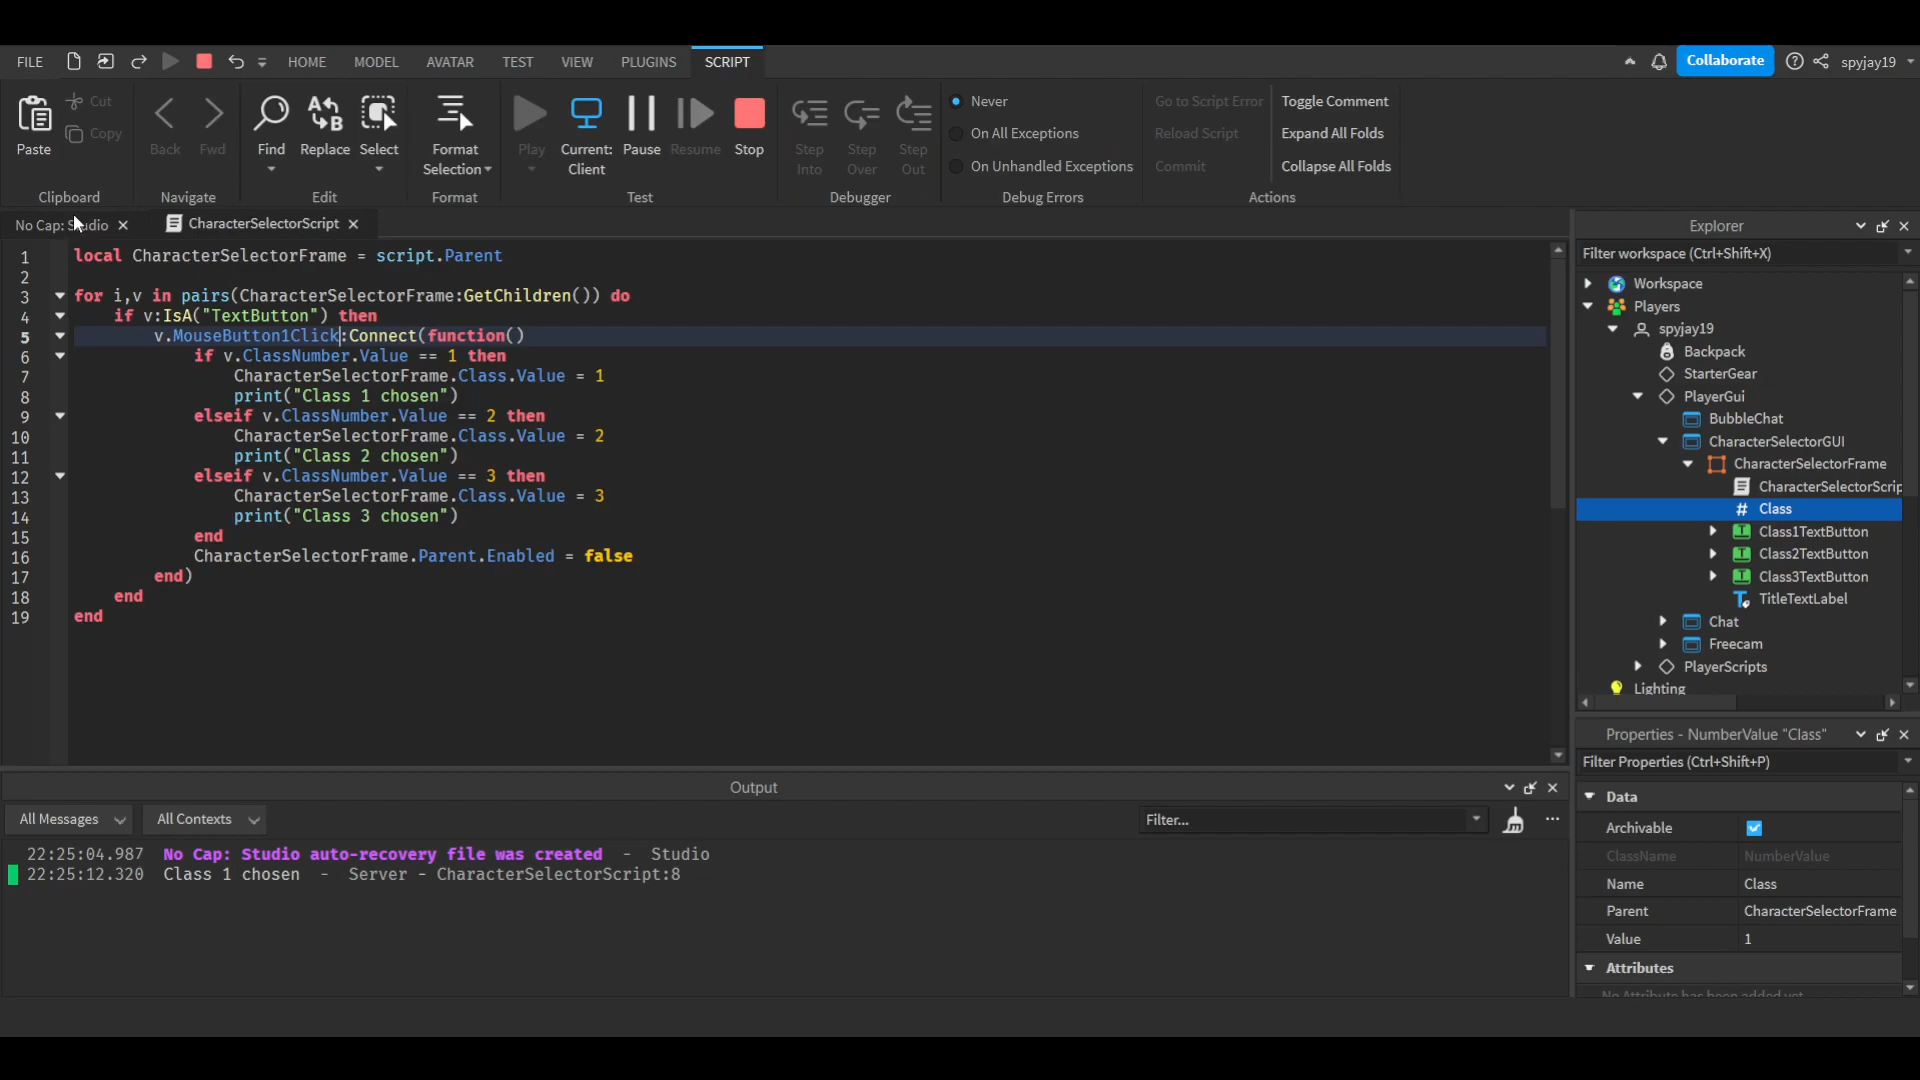 FILE HOME MODEL AVATAR TEST VIEW PLUGINS SCRIPT Collaborate spyjay19
Paste Cut Copy
Clipboard
Back Fwd
Navigate
Find Replace Select
Edit
Format Selection
Format
Play Current: Client Pause Resume Stop
Test
Step Into Step Over Step Out
Debugger
Never
On All Exceptions
On Unhandled Exceptions
Debug Errors
Go to Script Error Toggle Comment
Reload Script Expand All Folds
Commit Collapse All Folds
Actions
No Cap: Studio CharacterSelectorScript
1 local CharacterSelectorFrame = script.Parent
2
3 for i,v in pairs(CharacterSelectorFrame:GetChildren()) do
4 if v:IsA("TextButton") then
5 v.MouseButton1Click:Connect(function()
6 if v.ClassNumber.Value == 1 then
7 CharacterSelectorFrame.Class.Value = 1
8 print("Class 1 chosen")
9 elseif v.ClassNumber.Value == 2 then
10 CharacterSelectorFrame.Class.Value = 2
11 print("Class 2 chosen")
12 elseif v.ClassNumber.Value == 3 then
13 CharacterSelectorFrame.Class.Value = 3
14 print("Class 3 chosen")
15 end
16 CharacterSelectorFrame.Parent.Enabled = false
17 end)
18 end
19 end
Output
All Messages All Contexts Filter...
22:25:04.987 No Cap: Studio auto-recovery file was created - Studio
22:25:12.320 Class 1 chosen - Server - CharacterSelectorScript:8
Explorer
Filter workspace (Ctrl+Shift+X)
Workspace
Players
spyjay19
Backpack
StarterGear
PlayerGui
BubbleChat
CharacterSelectorGUI
CharacterSelectorFrame
CharacterSelectorScrip
# Class
Class1TextButton
Class2TextButton
Class3TextButton
TitleTextLabel
Chat
Freecam
PlayerScripts
Lighting
Properties - NumberValue "Class"
Filter Properties (Ctrl+Shift+P)
Data
Archivable
ClassName NumberValue
Name Class
Parent CharacterSelectorFrame
Value 1
Attributes
No Attribute has been added yet